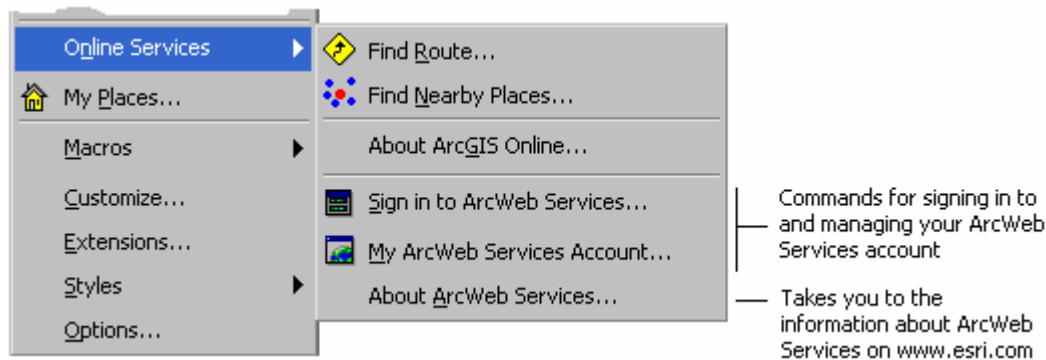 Online Services
My Places...
Macros
Customize...
Extensions...
Styles
Options...
Find Route...
Find Nearby Places...
About ArcGIS Online...
Sign in to ArcWeb Services...
My ArcWeb Services Account...
About ArcWeb Services...
Commands for signing in to
and managing your ArcWeb
Services account
Takes you to the
information about ArcWeb
Services on www.esri.com